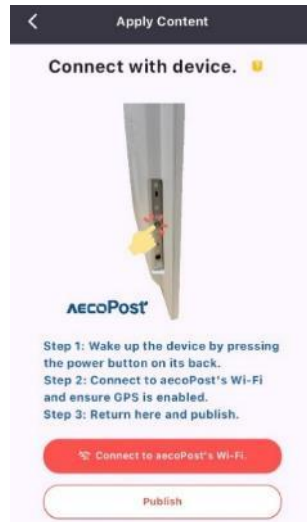 Apply Content
Connect with device.
aecoPost
Step 1: Wake up the device by pressing
the power button on its back.
Step 2: Connect to aecoPost's Wi-Fi
and ensure GPS is enabled.
Step 3: Return here and publish.
Connect to aecoPost's Wi-Fi.
Publish